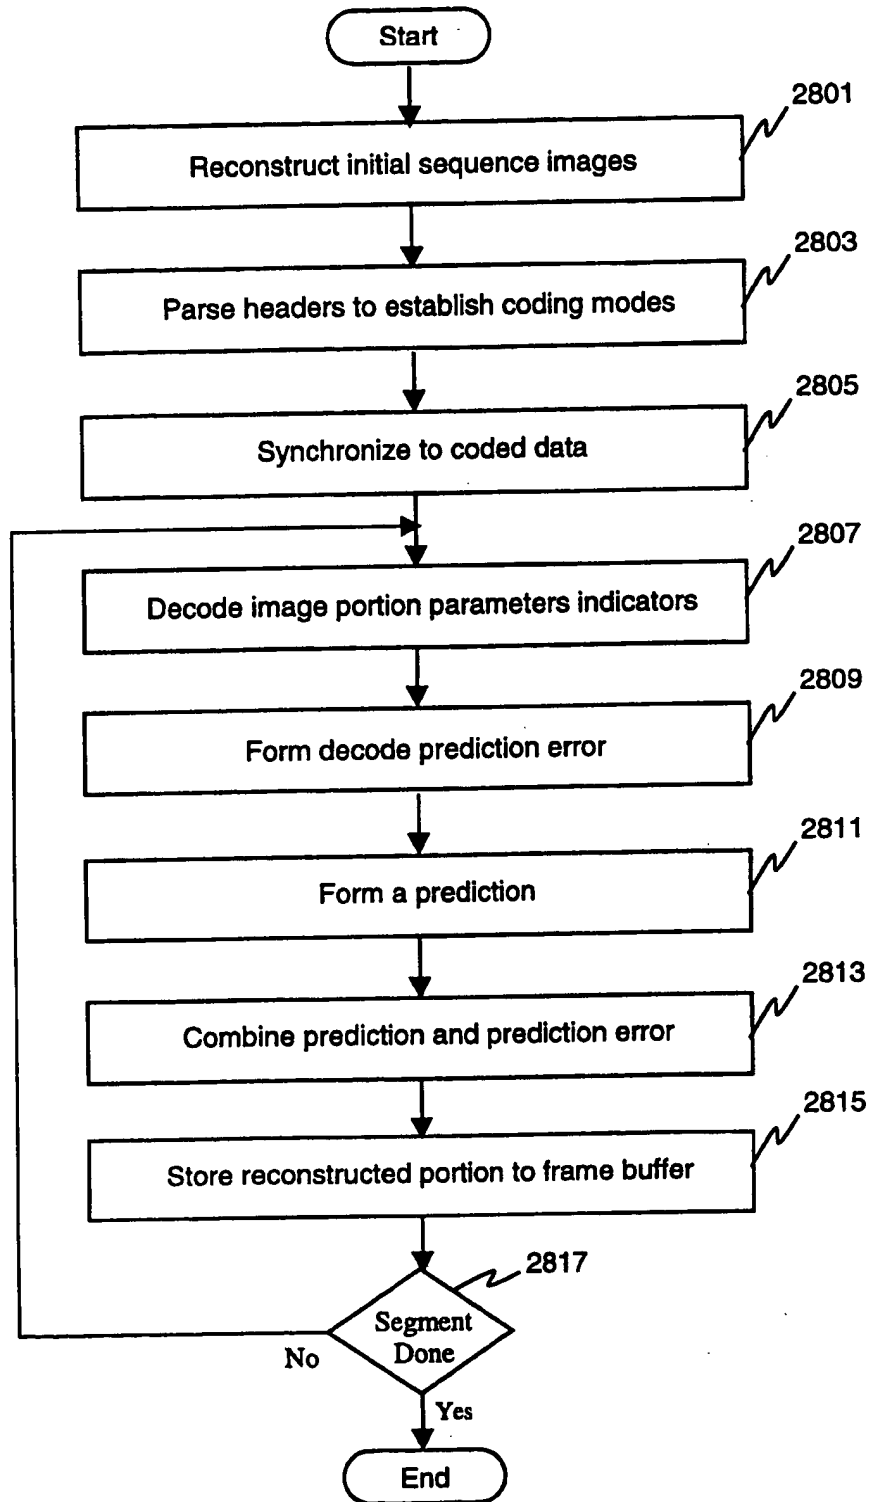 Start
2801
Reconstruct initial sequence images
2803
Parse headers to establish coding modes
2805
Synchronize to coded data
2807
Decode image portion parameters indicators
2809
Form decode prediction error
2811
Form a prediction
2813
Combine prediction and prediction error
2815
Store reconstructed portion to frame buffer
2817
Segment
Done
No
Yes
End